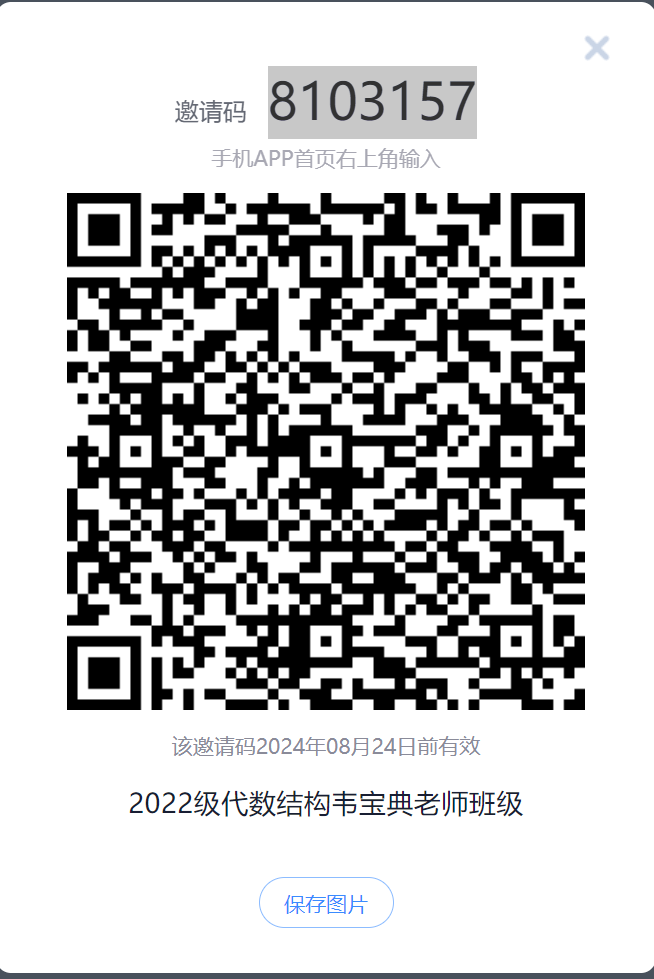 邀请码 8103157
手机APP首页右上角输入
该邀请码2024年08月24日前有效
2022级代数结构韦宝典老师班级
保存图片